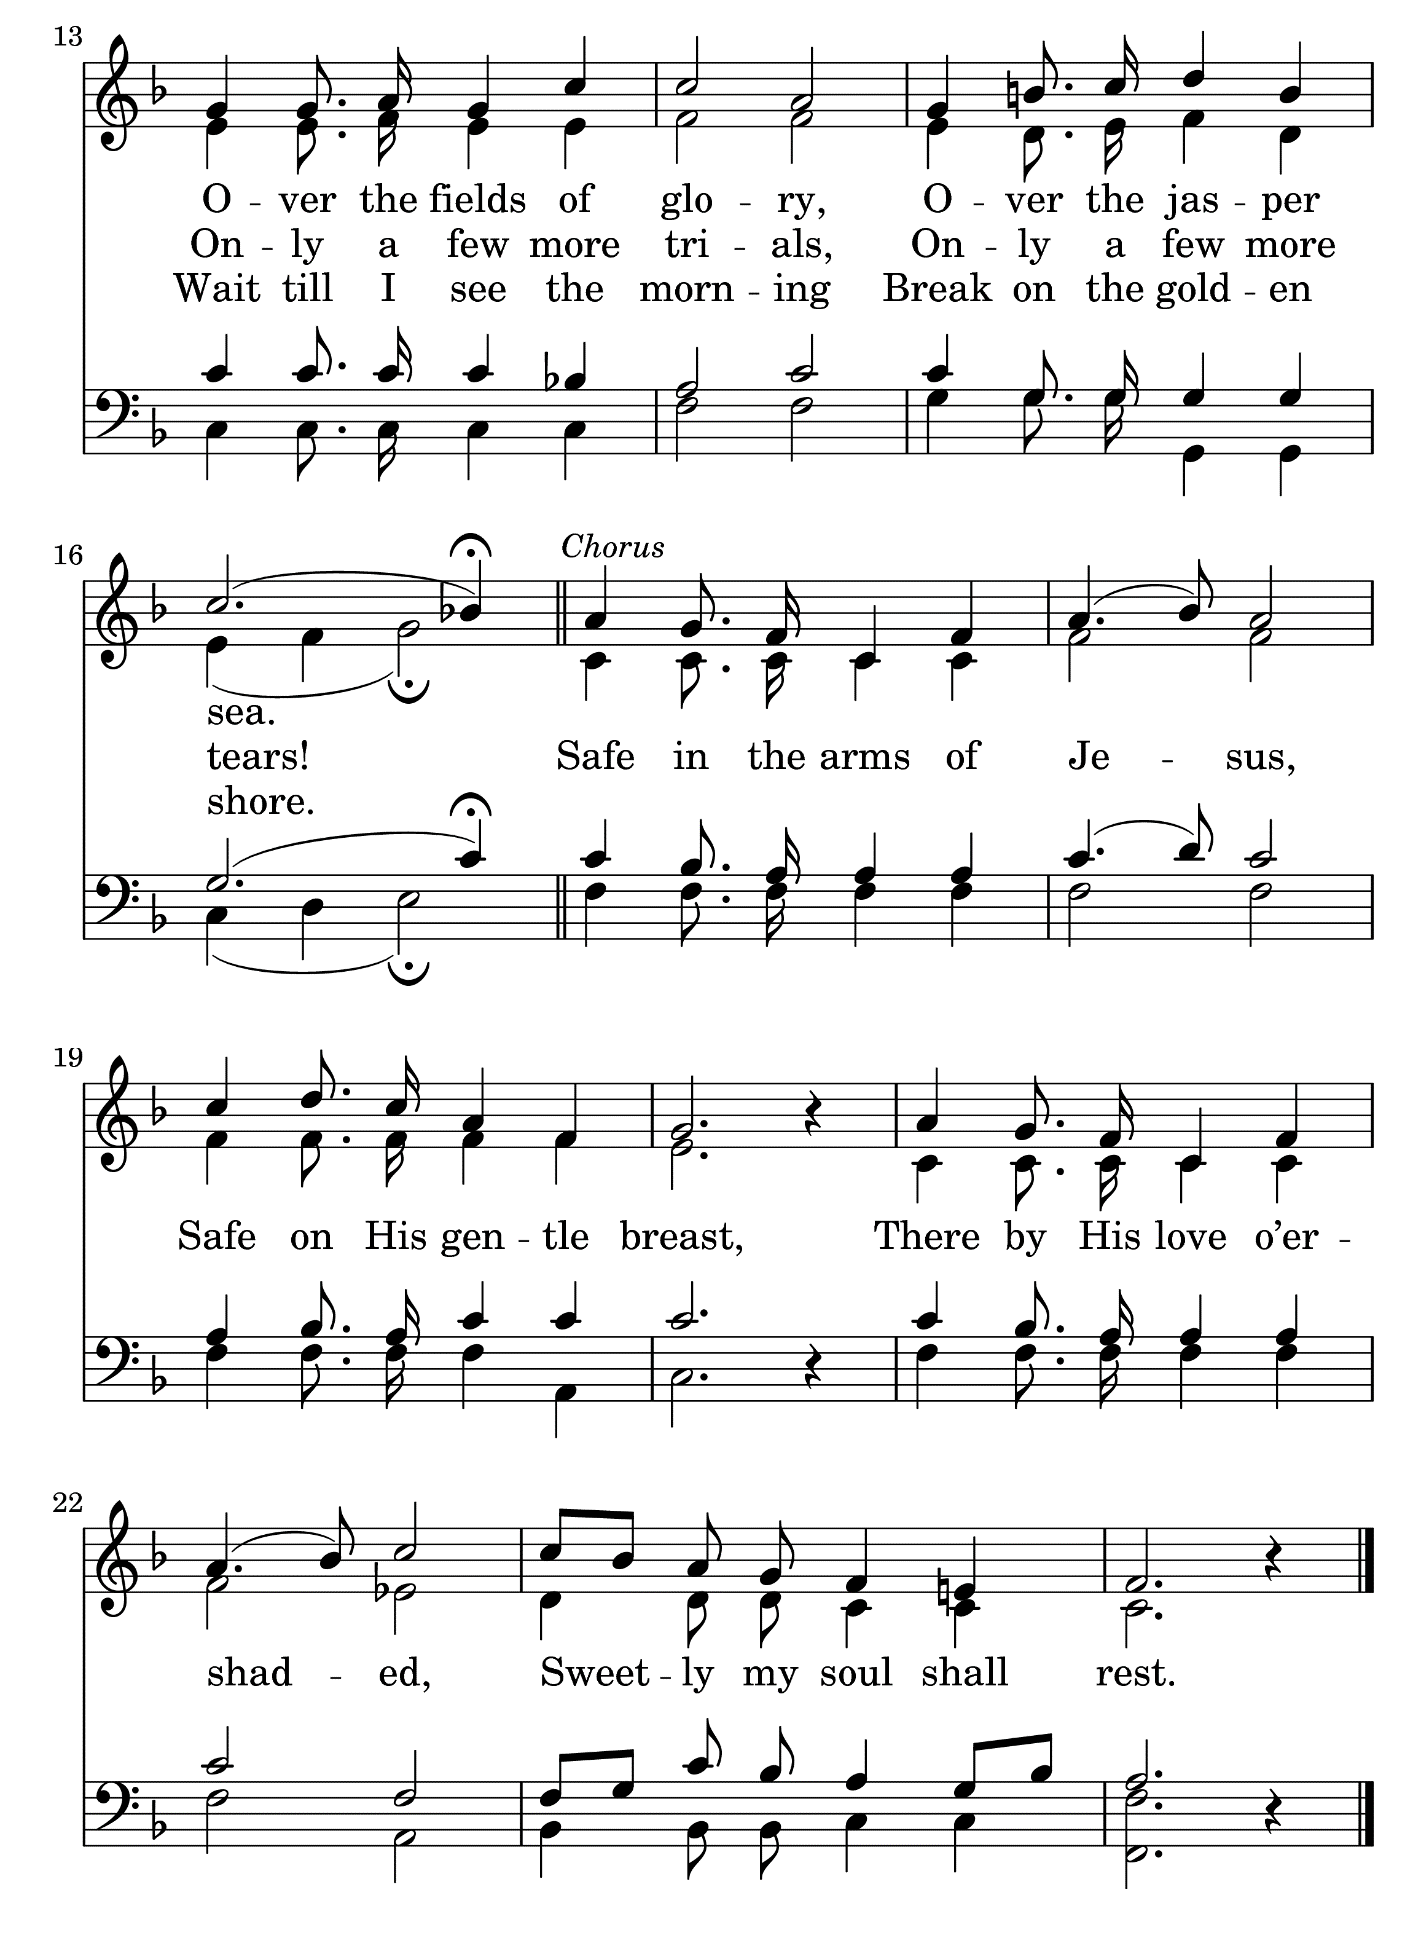 13
O -- ver the fields of glo -- ry, O -- ver the jas -- per
On -- ly a few more tri -- als, On -- ly a few more
Wait till I see the morn -- ing Break on the gold -- en
16
Chorus
sea.
tears! Safe in the arms of Je -- sus,
shore.
19
Safe on His gen -- tle breast, There by His love o’er --
22
shad -- ed, Sweet -- ly my soul shall rest.